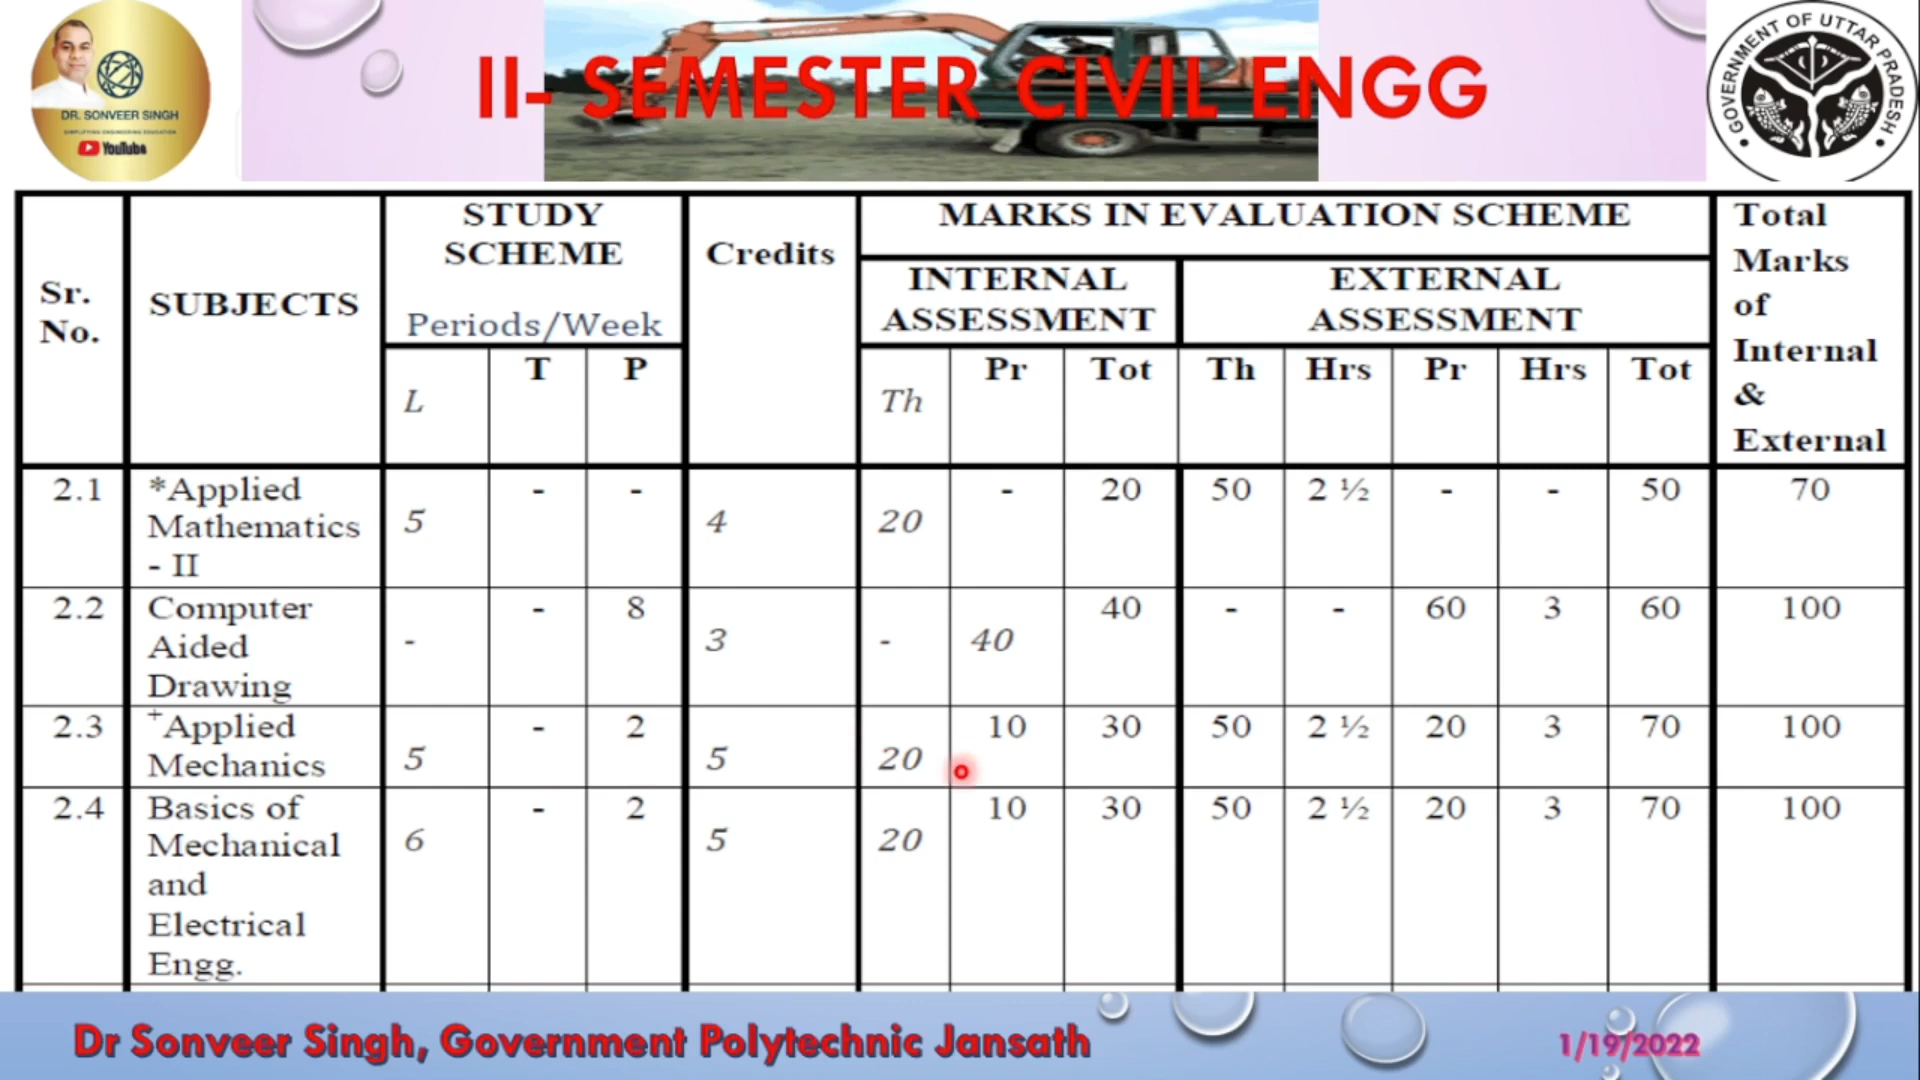 DR. SONVEER SINGH
SIMPLIFYING ENGINEERING EDUCATION
YouTube
II- SEMESTER CIVIL ENGG
GOVERNMENT OF UTTAR PRADESH
Sr. No. SUBJECTS STUDY SCHEME Periods/Week Credits MARKS IN EVALUATION SCHEME Total Marks of Internal & External
INTERNAL ASSESSMENT EXTERNAL ASSESSMENT
L T P Th Pr Tot Th Hrs Pr Hrs Tot
2.1 *Applied Mathematics - II 5 - - 4 20 - 20 50 2 ½ - - 50 70
2.2 Computer Aided Drawing - - 8 3 - 40 40 - - 60 3 60 100
2.3 +Applied Mechanics 5 - 2 5 20 10 30 50 2 ½ 20 3 70 100
2.4 Basics of Mechanical and Electrical Engg. 6 - 2 5 20 10 30 50 2 ½ 20 3 70 100
Dr Sonveer Singh, Government Polytechnic Jansath
1/19/2022